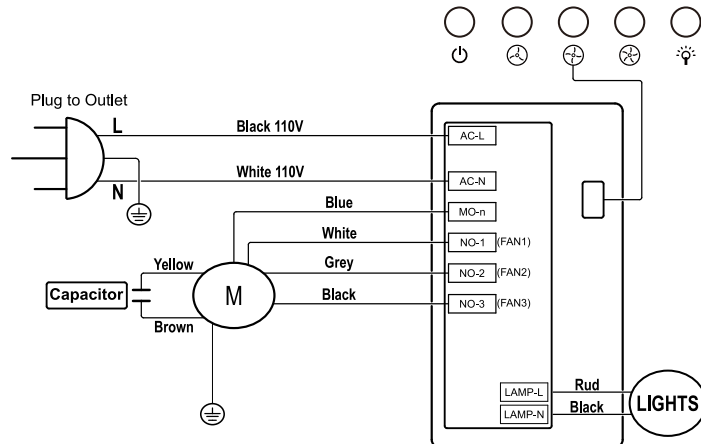 Plug to Outlet
L
Black 110V
AC-L
N
White 110V
AC-N
Blue
MO-n
White
NO-1 (FAN1)
Yellow
Grey
NO-2 (FAN2)
Capacitor
M
Black
NO-3 (FAN3)
Brown
LAMP-L
Rud
LAMP-N
Black
LIGHTS